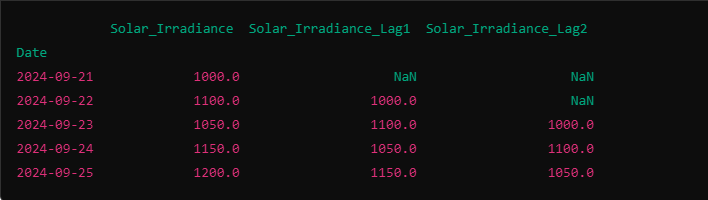 Solar_Irradiance Solar_Irradiance_Lag1 Solar_Irradiance_Lag2
Date
2024-09-21 1000.0 NaN NaN
2024-09-22 1100.0 1000.0 NaN
2024-09-23 1050.0 1100.0 1000.0
2024-09-24 1150.0 1050.0 1100.0
2024-09-25 1200.0 1150.0 1050.0